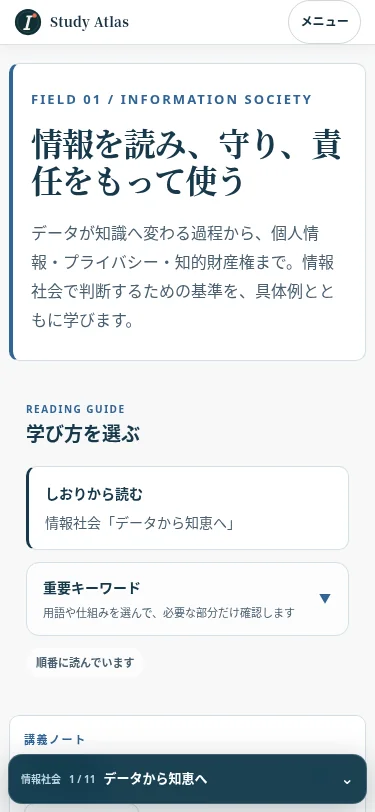 I Study Atlas メニュー
FIELD 01 / INFORMATION SOCIETY
情報を読み、守り、責
任をもって使う
データが知識へ変わる過程から、個人情
報・プライバシー・知的財産権まで。情報
社会で判断するための基準を、具体例とと
もに学びます。
READING GUIDE
学び方を選ぶ
しおりから読む
情報社会「データから知恵へ」
重要キーワード
用語や仕組みを選んで、必要な部分だけ確認します
順番に読んでいます
講義ノート
情報社会 1 / 11 データから知恵へ